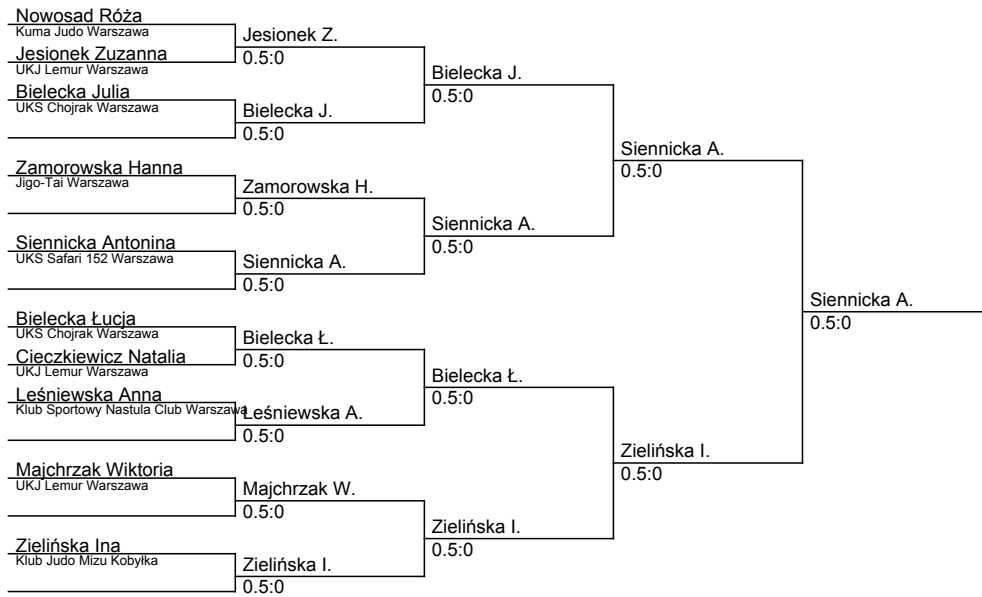 Nowosad Róża
Kuma Judo Warszawa
Jesionek Zuzanna
UKJ Lemur Warszawa
Bielecka Julia
UKS Chojrak Warszawa
Zamorowska Hanna
Jigo-Tai Warszawa
Siennicka Antonina
UKS Safari 152 Warszawa
Bielecka Łucja
UKS Chojrak Warszawa
Cieczkiewicz Natalia
UKJ Lemur Warszawa
Leśniewska Anna
Klub Sportowy Nastula Club Warszawa
Majchrzak Wiktoria
UKJ Lemur Warszawa
Zielińska Ina
Klub Judo Mizu Kobyłka
Jesionek Z.
0.5:0
Bielecka J.
0.5:0
Zamorowska H.
0.5:0
Siennicka A.
0.5:0
Bielecka Ł.
0.5:0
Leśniewska A.
0.5:0
Majchrzak W.
0.5:0
Zielińska I.
0.5:0
Bielecka J.
0.5:0
Siennicka A.
0.5:0
Bielecka Ł.
0.5:0
Zielińska I.
0.5:0
Siennicka A.
0.5:0
Zielińska I.
0.5:0
Siennicka A.
0.5:0